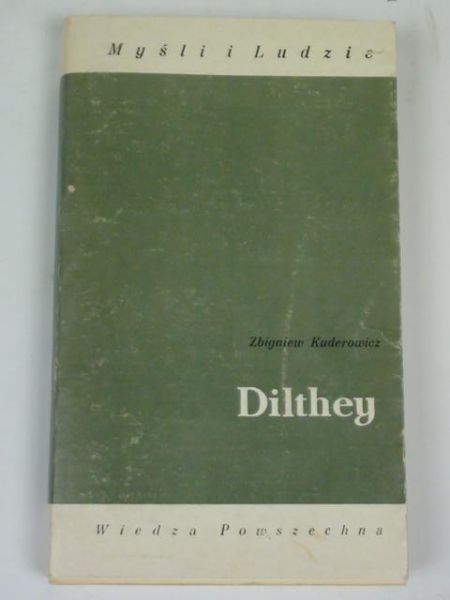 Myśli i Ludzie
Zbigniew Kuderowicz
Dilthey
Wiedza Powszechna